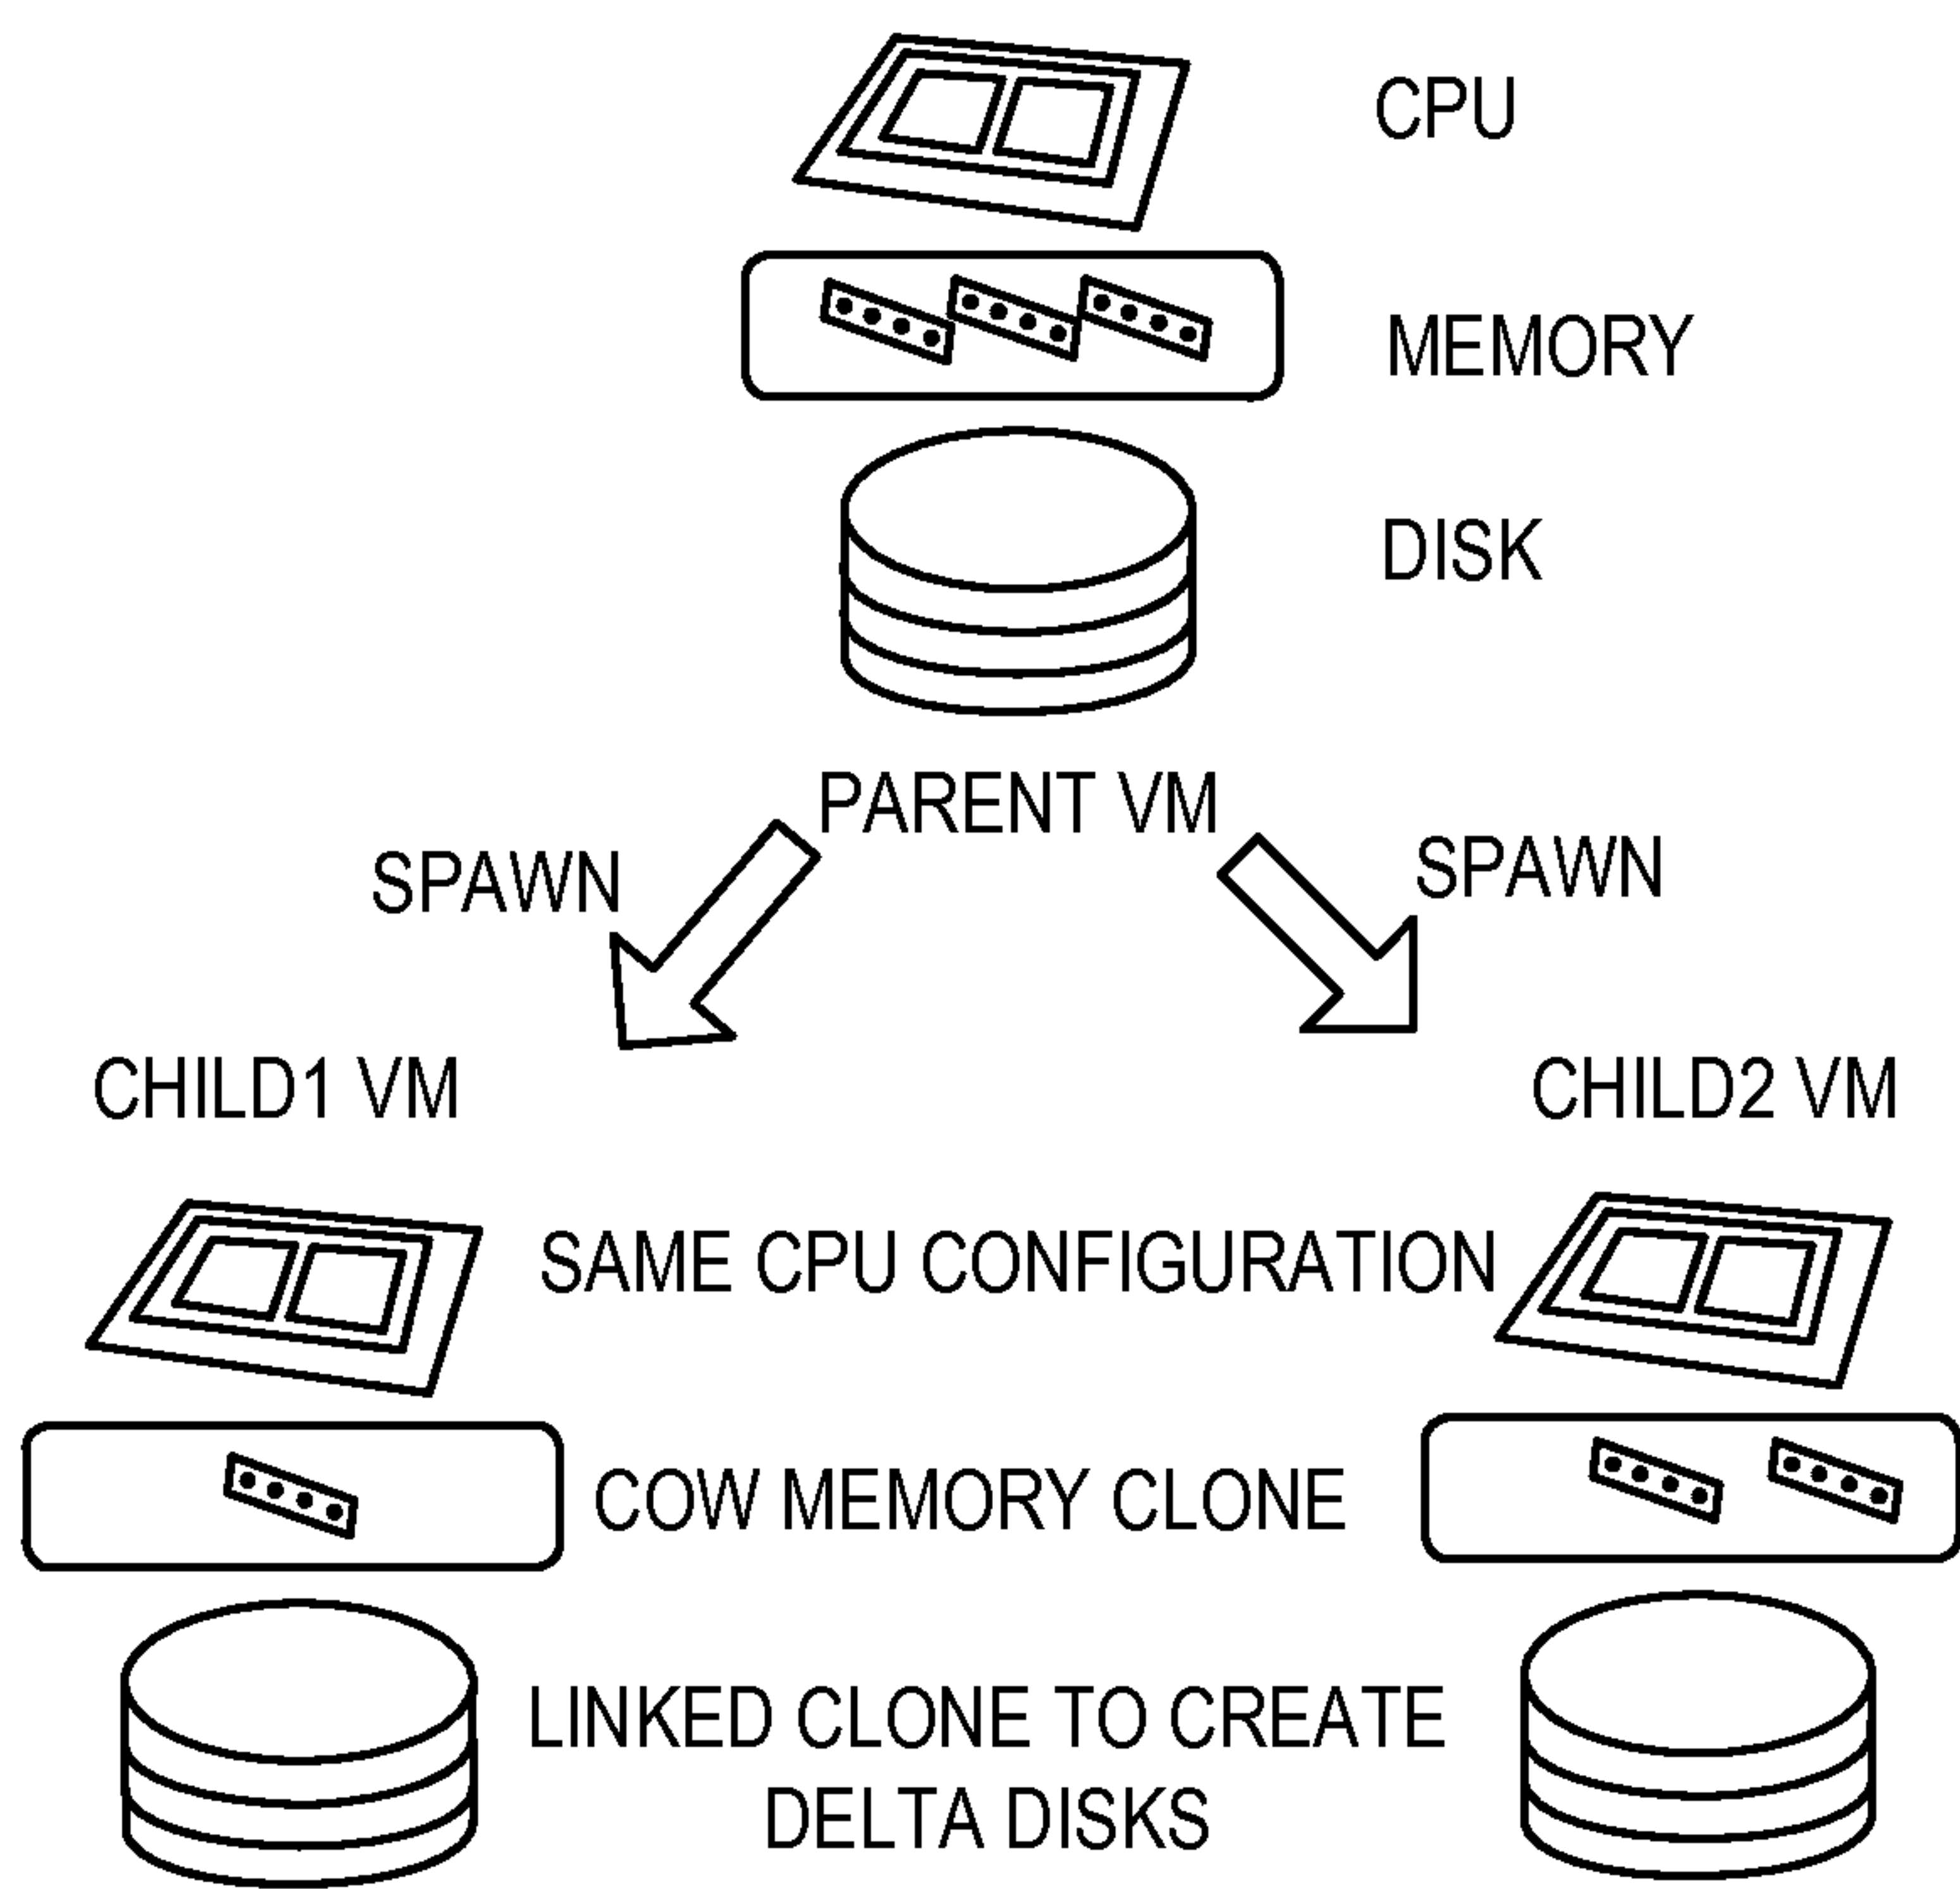 CPU
MEMORY
DISK
PARENT VM
SPAWN
SPAWN
CHILD1 VM
CHILD2 VM
SAME CPU CONFIGURATION
COW MEMORY CLONE
LINKED CLONE TO CREATE
DELTA DISKS